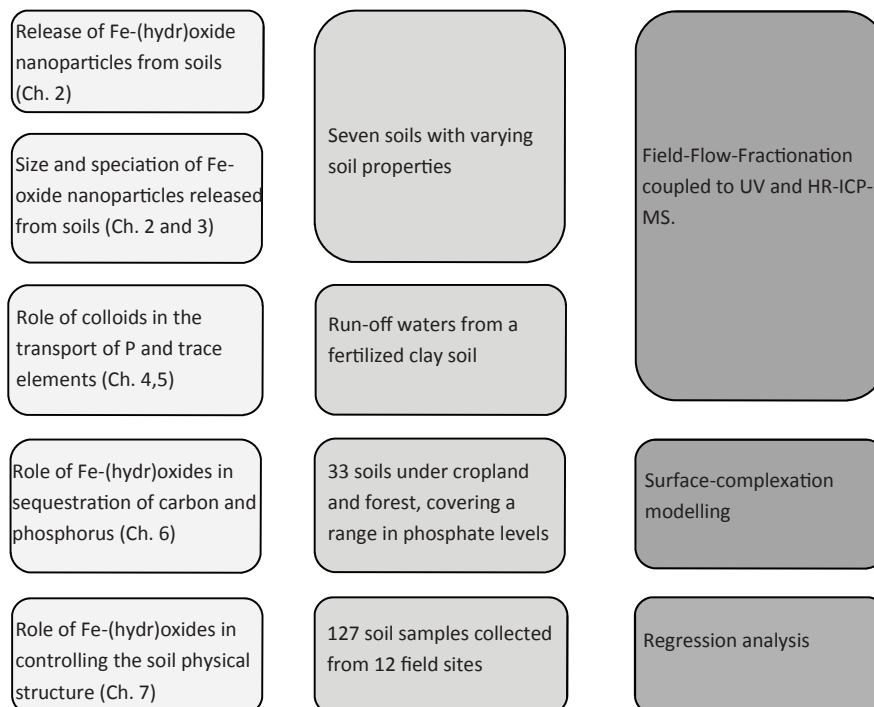 Release of Fe-(hydr)oxide
nanoparticles from soils
(Ch. 2)
Size and speciation of Fe-
oxide nanoparticles released
from soils (Ch. 2 and 3)
Role of colloids in the
transport of P and trace
elements (Ch. 4,5)
Role of Fe-(hydr)oxides in
sequestration of carbon and
phosphorus (Ch. 6)
Role of Fe-(hydr)oxides in
controlling the soil physical
structure (Ch. 7)
Seven soils with varying
soil properties
Run-off waters from a
fertilized clay soil
33 soils under cropland
and forest, covering a
range in phosphate levels
127 soil samples collected
from 12 field sites
Field-Flow-Fractionation
coupled to UV and HR-ICP-
MS.
Surface-complexation
modelling
Regression analysis